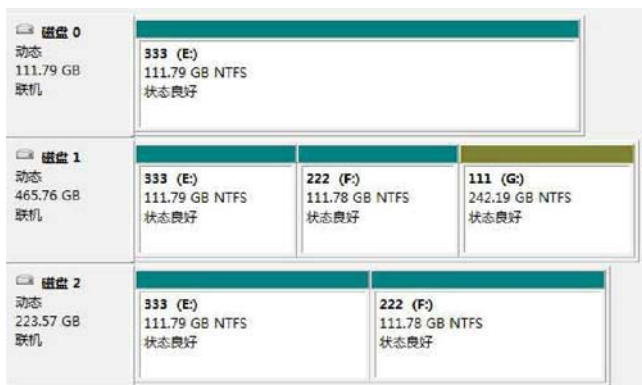 磁盘 0
动态
111.79 GB
联机
333 (E:)
111.79 GB NTFS
状态良好
磁盘 1
动态
465.76 GB
联机
333 (E:)
111.79 GB NTFS
状态良好
222 (F:)
111.78 GB NTFS
状态良好
111 (G:)
242.19 GB NTFS
状态良好
磁盘 2
动态
223.57 GB
联机
333 (E:)
111.79 GB NTFS
状态良好
222 (F:)
111.78 GB NTFS
状态良好